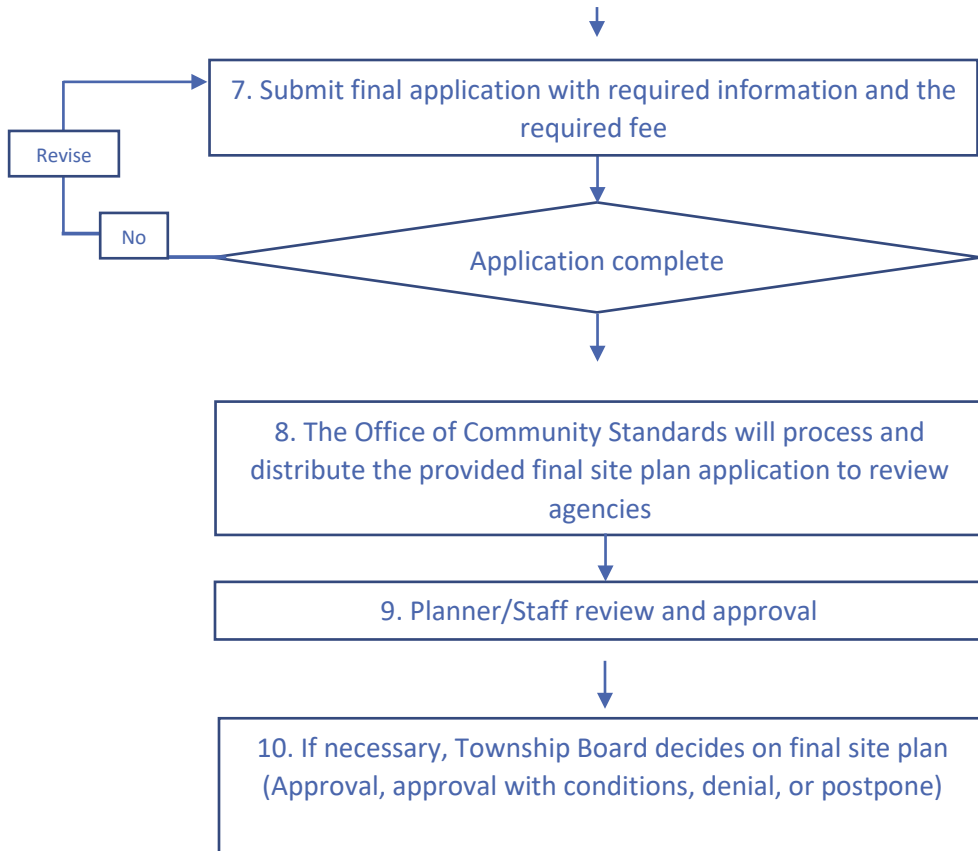 7. Submit final application with required information and the
required fee
Revise
No
Application complete
8. The Office of Community Standards will process and
distribute the provided final site plan application to review
agencies
9. Planner/Staff review and approval
10. If necessary, Township Board decides on final site plan
(Approval, approval with conditions, denial, or postpone)